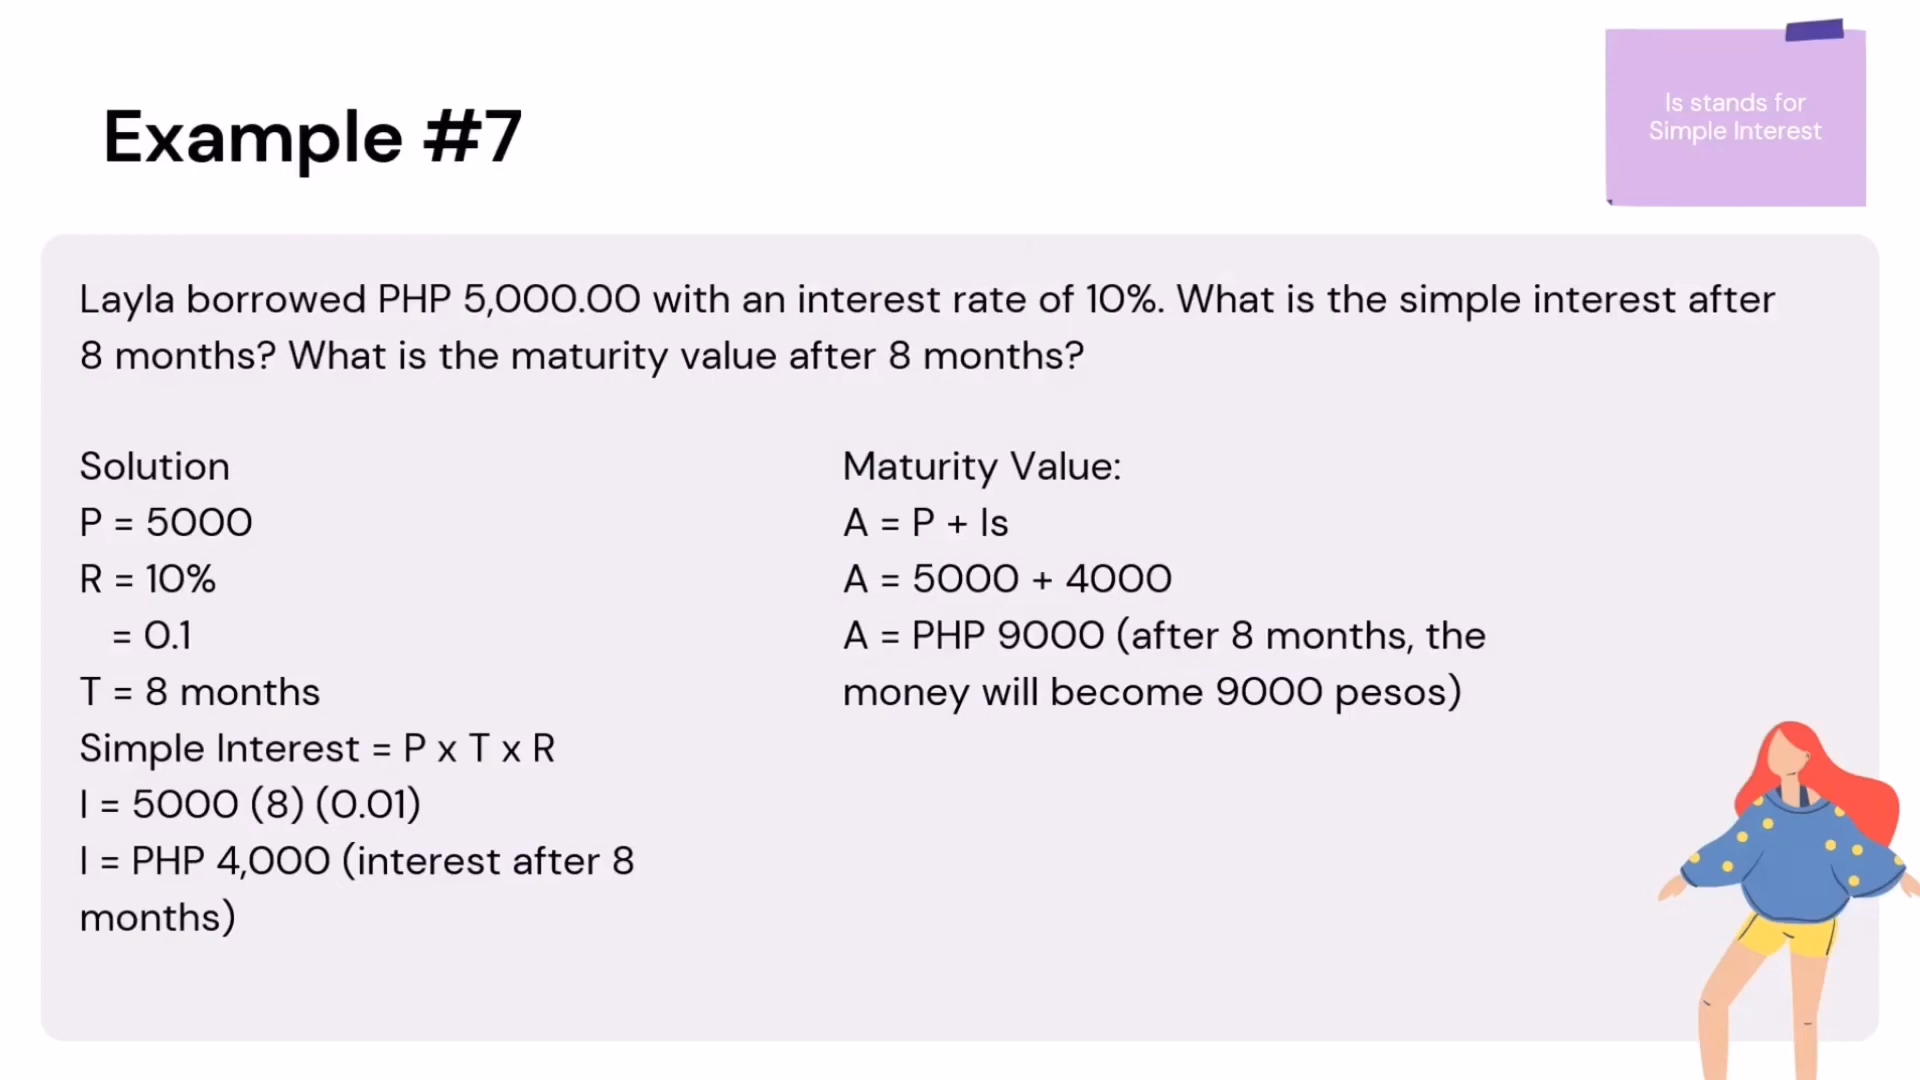 Is stands for
Simple Interest
Example #7
Layla borrowed PHP 5,000.00 with an interest rate of 10%. What is the simple interest after
8 months? What is the maturity value after 8 months?
Solution
P = 5000
R = 10%
= 0.1
T = 8 months
Simple Interest = P x T x R
I = 5000 (8) (0.01)
I = PHP 4,000 (interest after 8
months)
Maturity Value:
A = P + Is
A = 5000 + 4000
A = PHP 9000 (after 8 months, the
money will become 9000 pesos)